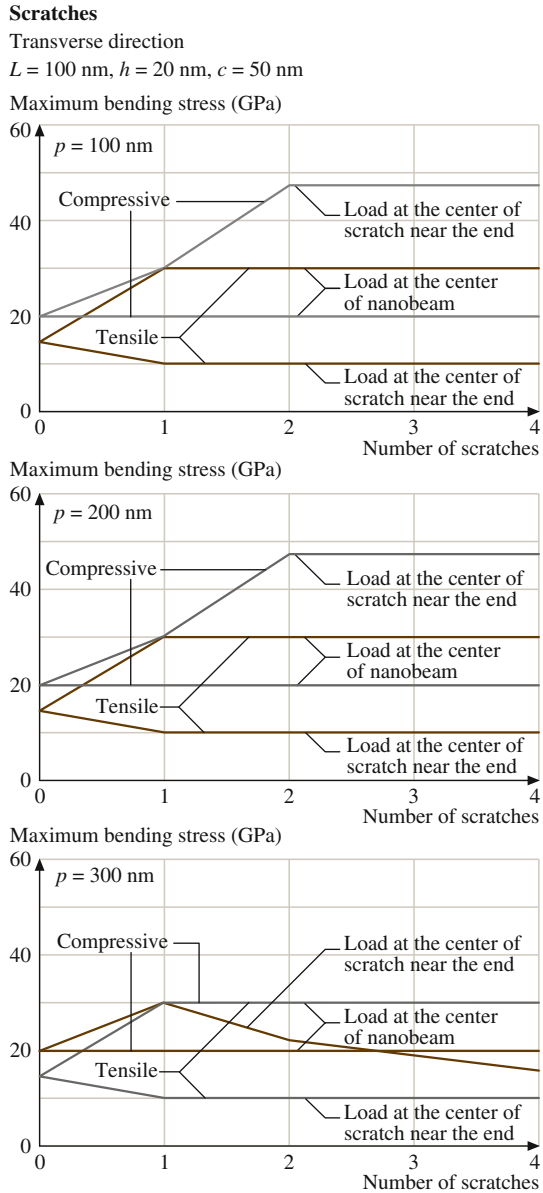 Scratches
Transverse direction
L = 100 nm, h = 20 nm, c = 50 nm
Maximum bending stress (GPa)
60
p = 100 nm
Compressive
40
Load at the center of
scratch near the end
Load at the center
of nanobeam
20
Tensile
Load at the center of
scratch near the end
0
0 1 2 3 4
Number of scratches
Maximum bending stress (GPa)
60
p = 200 nm
Compressive
40
Load at the center of
scratch near the end
Load at the center
of nanobeam
20
Tensile
Load at the center of
scratch near the end
0
0 1 2 3 4
Number of scratches
Maximum bending stress (GPa)
60
p = 300 nm
Compressive
40
Load at the center of
scratch near the end
Load at the center
of nanobeam
20
Tensile
Load at the center of
scratch near the end
0
0 1 2 3 4
Number of scratches